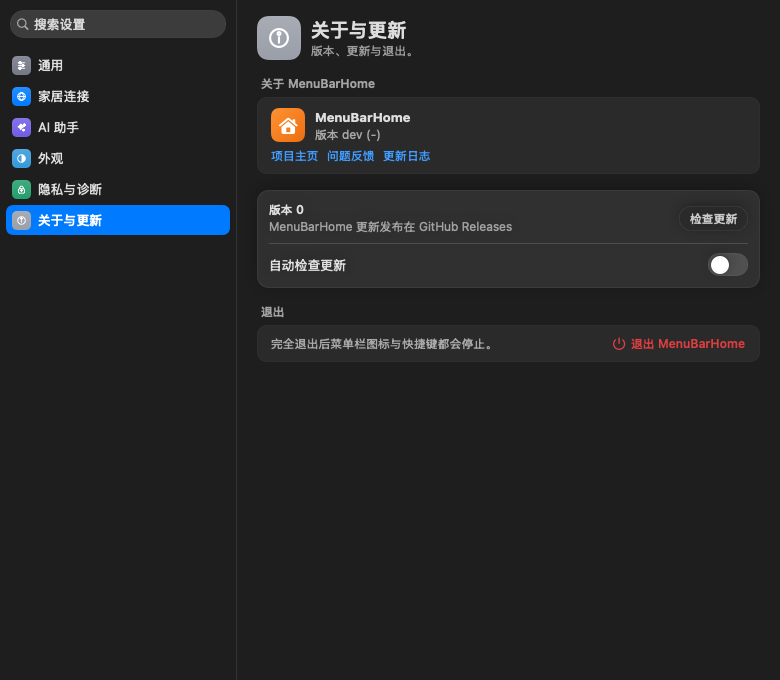 搜索设置
通用
家居连接
AI 助手
外观
隐私与诊断
关于与更新
关于与更新
版本、更新与退出。
关于 MenuBarHome
MenuBarHome
版本 dev (-)
项目主页 问题反馈 更新日志
版本 0
MenuBarHome 更新发布在 GitHub Releases
检查更新
自动检查更新
退出
完全退出后菜单栏图标与快捷键都会停止。
退出 MenuBarHome